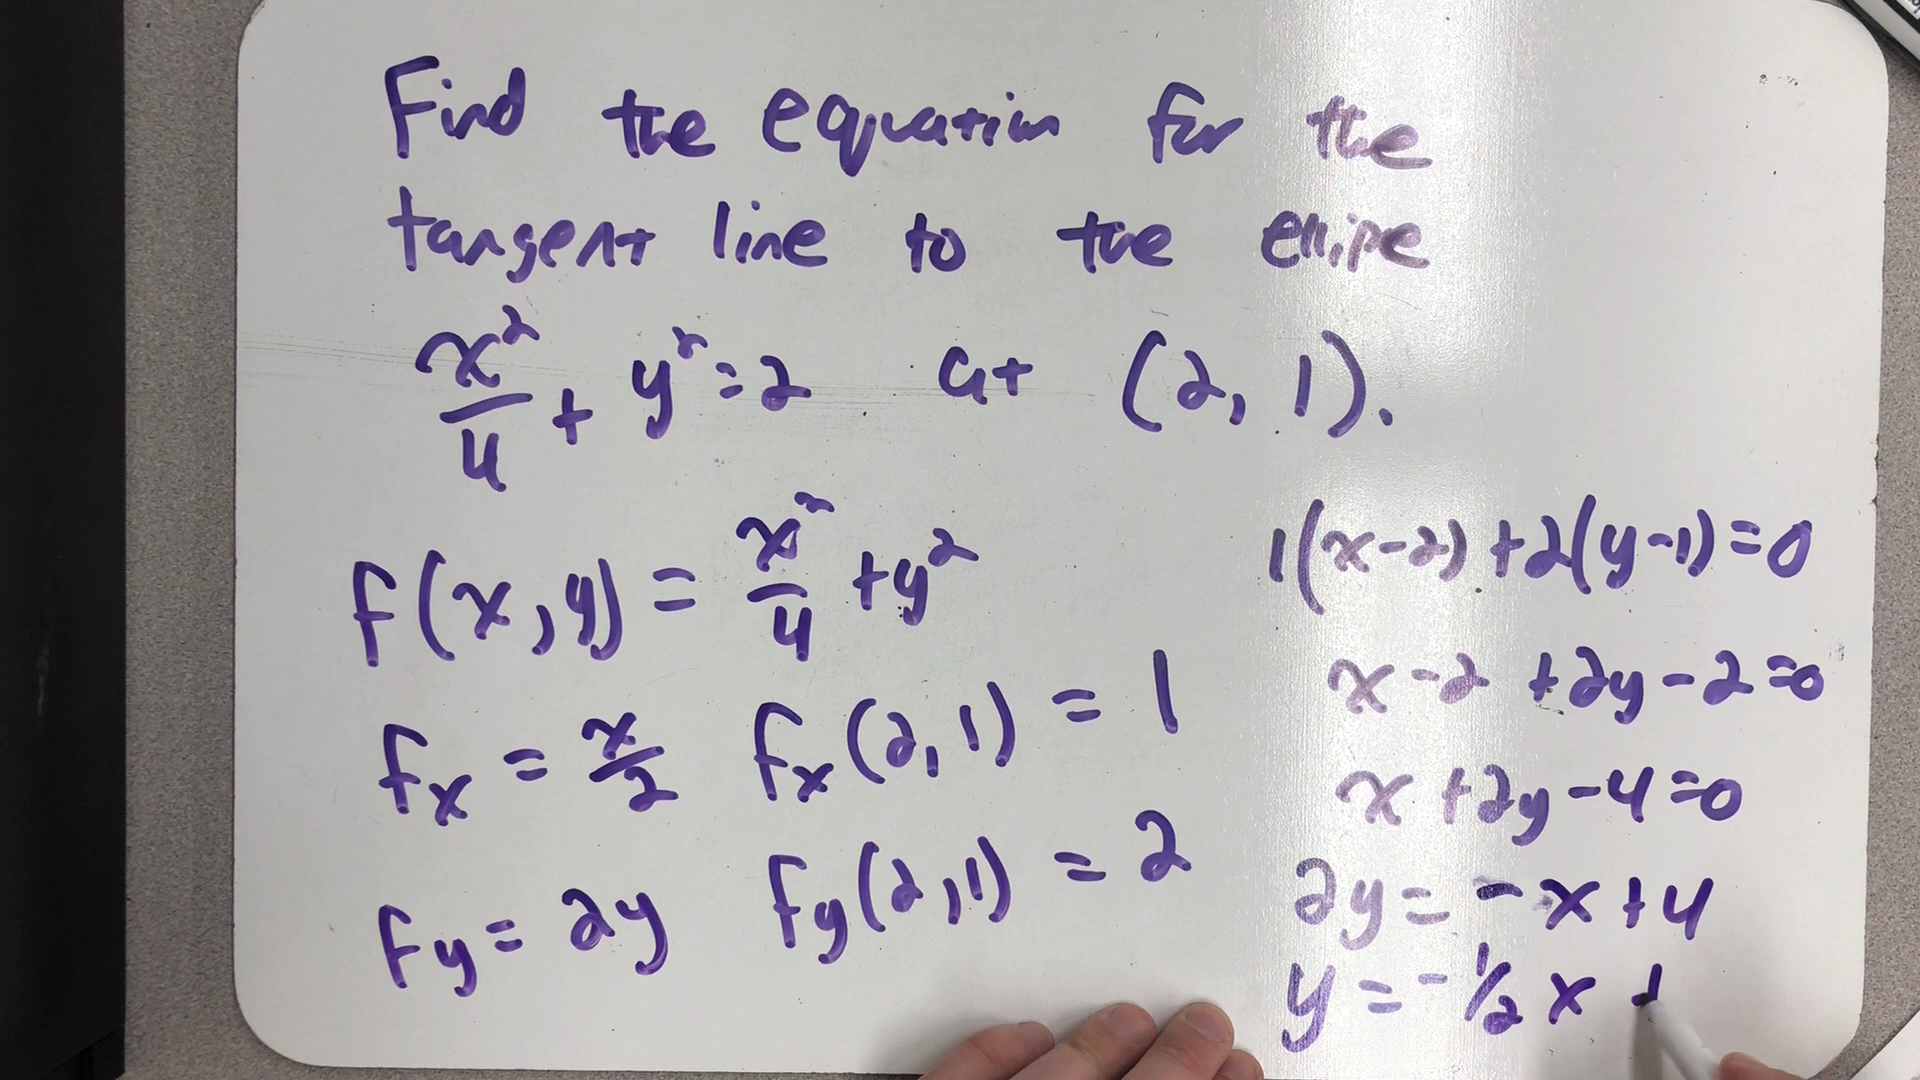 Find the equation for the
tangent line to the ellipe
x²/4 + y² = 2 at (2, 1).
f(x, y) = x²/4 + y²
fx = x/2 fx(2, 1) = 1
fy = 2y fy(2, 1) = 2
1(x-2) + 2(y-1) = 0
x - 2 + 2y - 2 = 0
x + 2y - 4 = 0
2y = -x + 4
y = -1/2 x +